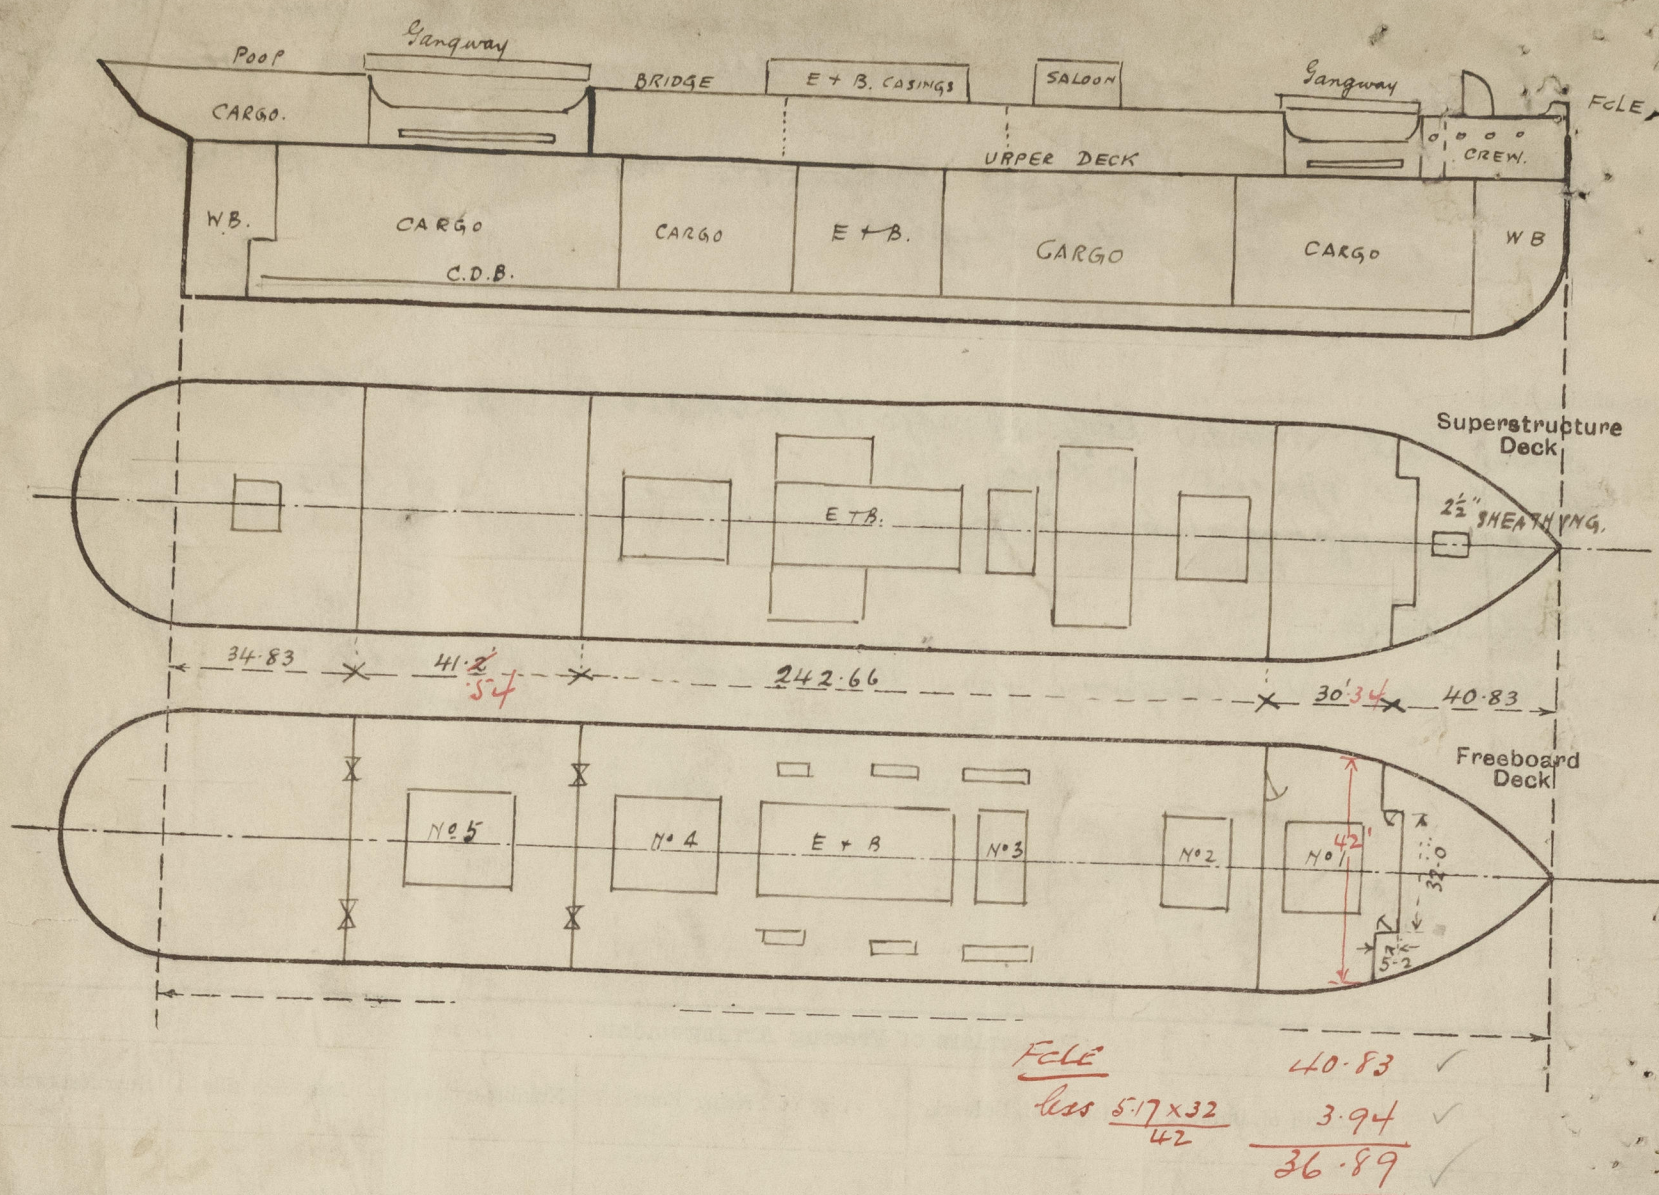 Gangway
POOP
BRIDGE
E + B. CASINGS
SALOON
Gangway
FCLE,
CARGO.
UPPER DECK
CREW.
W B.
CARGO
CARGO
E + B.
CARGO
CARGO
W B
C.D.B.
Superstructure
Deck
2½" SHEATHING.
E + B.
34·83
41·2'
·54
242·66
30'·34
40·83
Freeboard
Deck
Nº 5
Nº 4
E + B
Nº 3
Nº 2
Nº 1
42'
32·0
5·2
FCLE
40·83
less 5·17 x 32
42
3·94
36·89